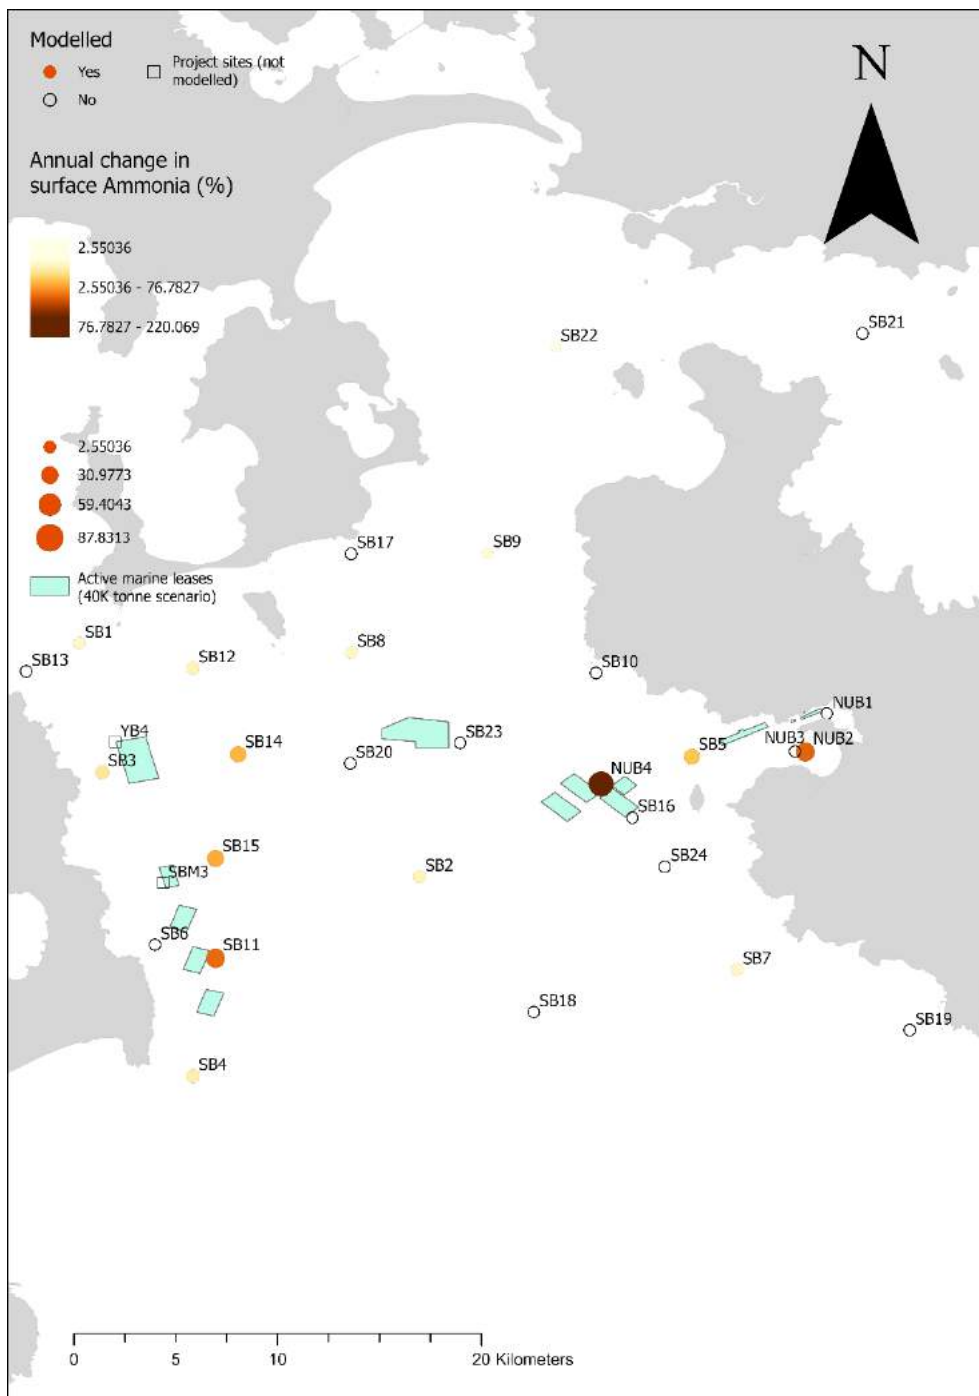 Modelled
Yes
No
Project sites (not
modelled)
N
Annual change in
surface Ammonia (%)
2.55036
2.55036 - 76.7827
76.7827 - 220.069
SB21
SB22
2.55036
30.9773
59.4043
87.8313
SB17
SB9
Active marine leases
(40K tonne scenario)
SB1
SB8
SB13
SB12
SB10
NUB1
YB4
SB14
SB23
SB5
NUB3
NUB2
SB3
SB20
NUB4
SB16
SB15
SBM3
SB2
SB24
SB6
SB11
SB7
SB18
SB19
SB4
0
5
10
20 Kilometers